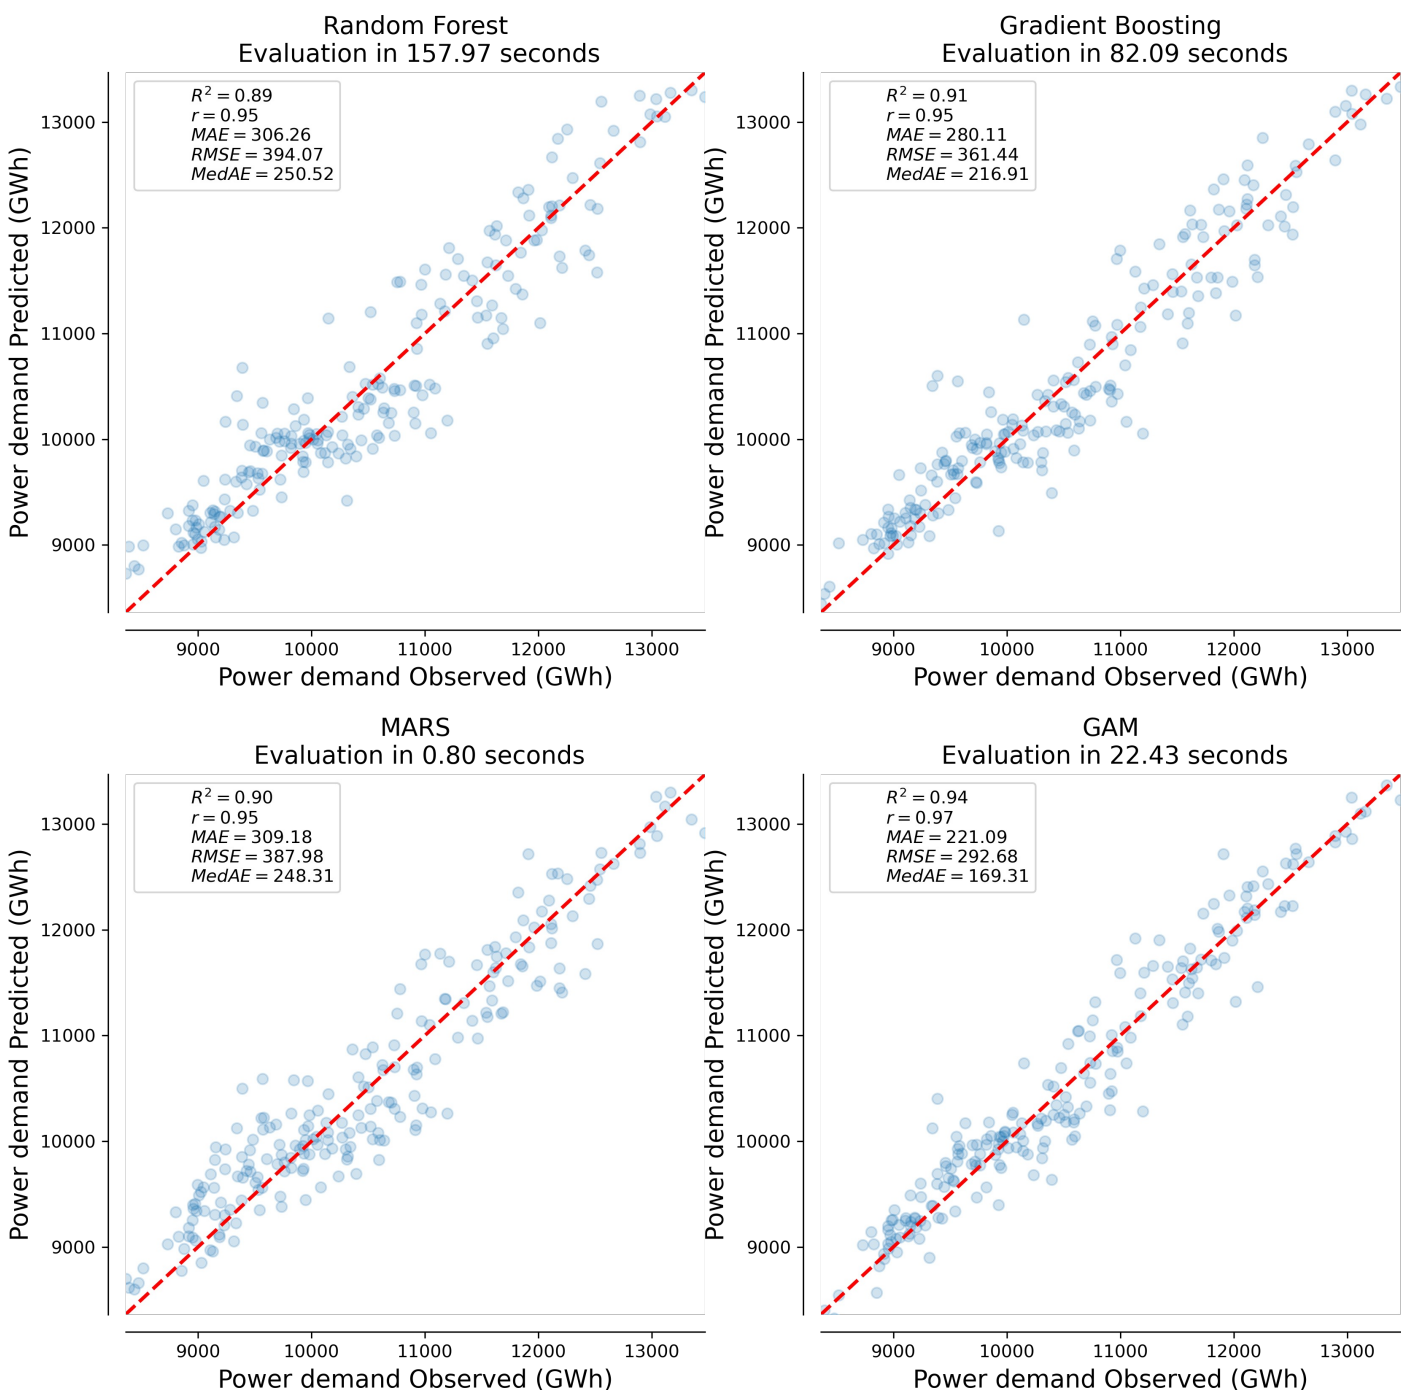 Random Forest
Evaluation in 157.97 seconds
R² = 0.89
r = 0.95
MAE = 306.26
RMSE = 394.07
MedAE = 250.52
Power demand Predicted (GWh)
13000
12000
11000
10000
9000
9000 10000 11000 12000 13000
Power demand Observed (GWh)
Gradient Boosting
Evaluation in 82.09 seconds
R² = 0.91
r = 0.95
MAE = 280.11
RMSE = 361.44
MedAE = 216.91
Power demand Predicted (GWh)
13000
12000
11000
10000
9000
9000 10000 11000 12000 13000
Power demand Observed (GWh)
MARS
Evaluation in 0.80 seconds
R² = 0.90
r = 0.95
MAE = 309.18
RMSE = 387.98
MedAE = 248.31
Power demand Predicted (GWh)
13000
12000
11000
10000
9000
9000 10000 11000 12000 13000
Power demand Observed (GWh)
GAM
Evaluation in 22.43 seconds
R² = 0.94
r = 0.97
MAE = 221.09
RMSE = 292.68
MedAE = 169.31
Power demand Predicted (GWh)
13000
12000
11000
10000
9000
9000 10000 11000 12000 13000
Power demand Observed (GWh)